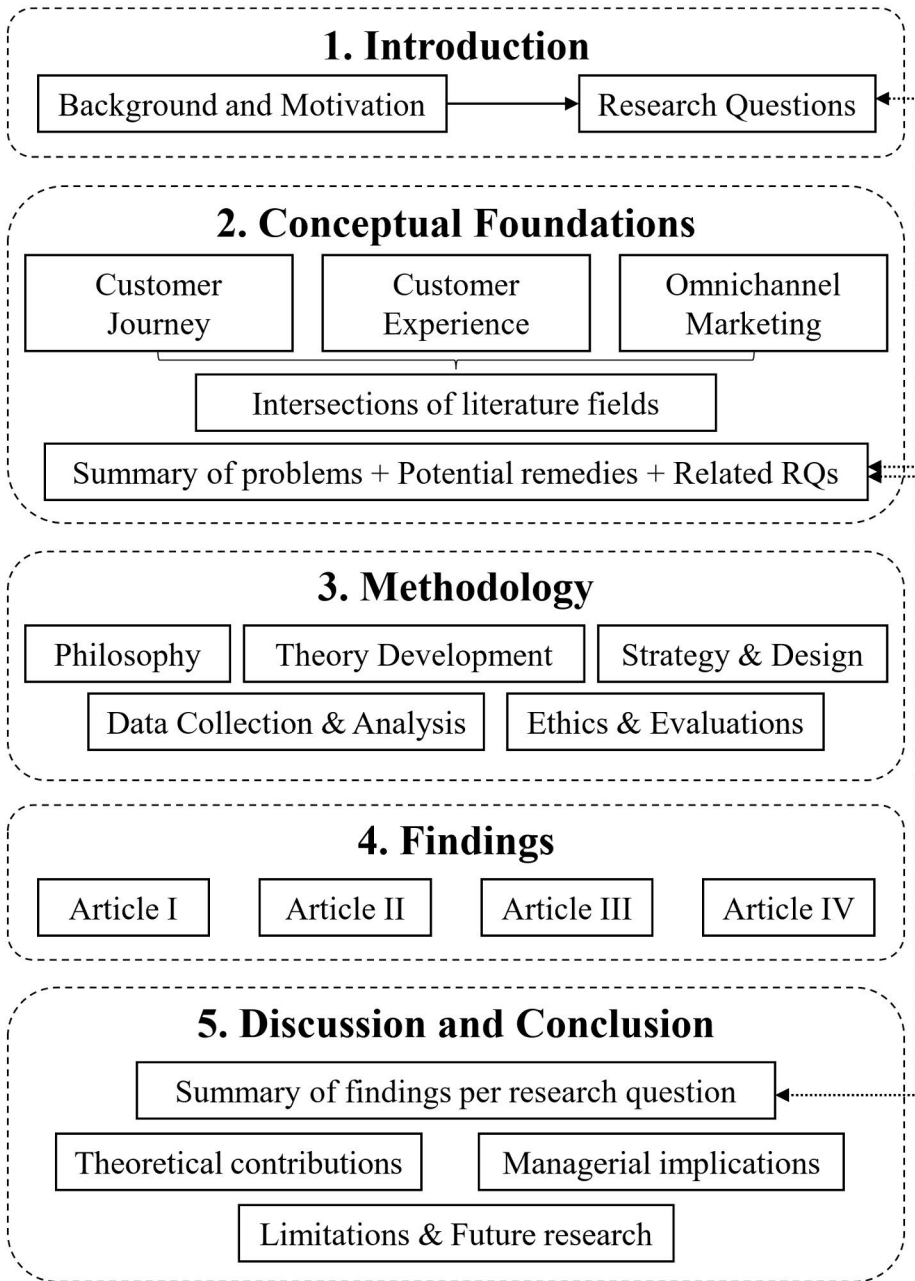 1. Introduction
Background and Motivation
Research Questions
2. Conceptual Foundations
Customer
Journey
Customer
Experience
Omnichannel
Marketing
Intersections of literature fields
Summary of problems + Potential remedies + Related RQs
3. Methodology
Philosophy
Theory Development
Strategy & Design
Data Collection & Analysis
Ethics & Evaluations
4. Findings
Article I
Article II
Article III
Article IV
5. Discussion and Conclusion
Summary of findings per research question
Theoretical contributions
Managerial implications
Limitations & Future research